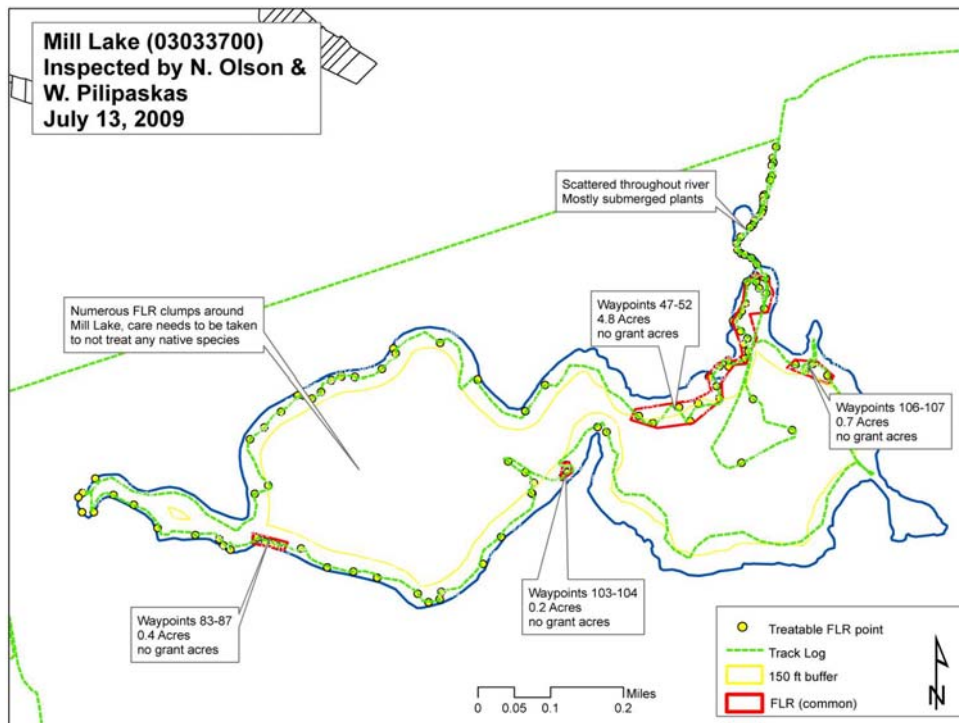 Mill Lake (03033700)
Inspected by N. Olson &
W. Pilipaskas
July 13, 2009
Scattered throughout river
Mostly submerged plants
Numerous FLR clumps around
Mill Lake, care needs to be taken
to not treat any native species
Waypoints 47-52
4.8 Acres
no grant acres
Waypoints 106-107
0.7 Acres
no grant acres
Waypoints 103-104
0.2 Acres
no grant acres
Waypoints 83-87
0.4 Acres
no grant acres
Treatable FLR point
Track Log
150 ft buffer
FLR (common)
N
Miles
0 0.05 0.1 0.2